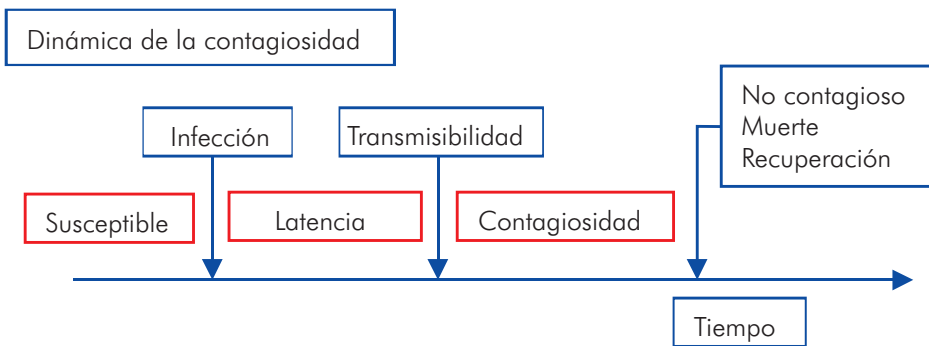 Dinámica de la contagiosidad
No contagioso
Muerte
Recuperación
Infección
Transmisibilidad
Susceptible
Latencia
Contagiosidad
Tiempo